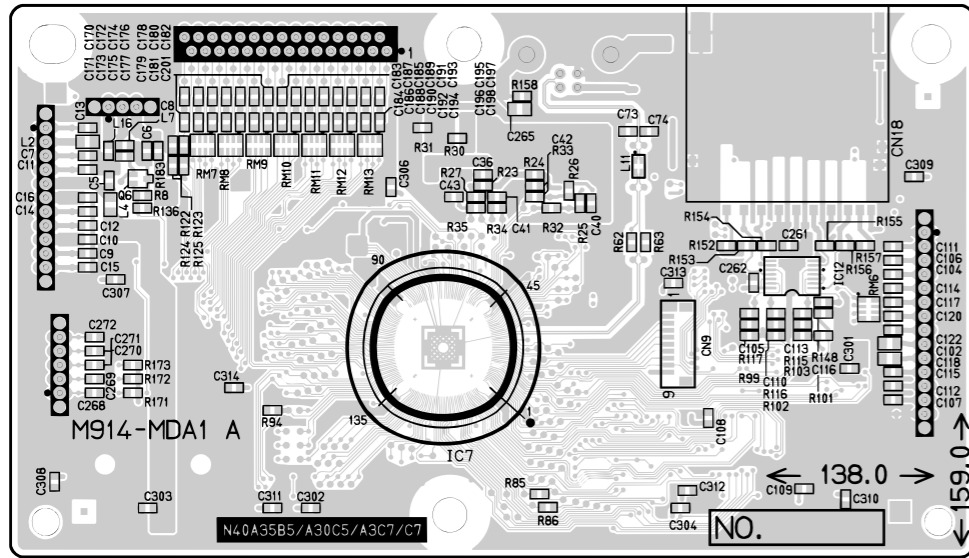 C170
C172
C174
C176
C178
C180
C182
C171
C173
C175
C177
C179
C181
C201
1
C183
C185
C187
C189
C191
C193
C195
C197
C184
C186
C188
C190
C192
C194
C196
C198
R158
C265
C73
C74
L11
CN18
C309
C13
C8
L7
L16
C6
L2
C7
C11
C5
R183
Q6
R8
L4
R136
C16
C14
C12
C10
C9
C15
C307
RM7
RM8
RM9
RM10
RM11
RM12
RM13
R122
R123
R124
R125
C306
R31
R30
C36
R23
R27
C43
R24
C42
R33
R26
R35
R34
C41
R32
R25
C40
R62
R63
R154
R155
R152
R153
C261
C313
C262
IC12
R157
R156
RM6
C111
C106
C104
C114
C117
C120
C122
C102
C118
C115
C112
C107
90
45
135
1
IC7
1
CN9
9
C105
R117
C113
R115
R103
R148
C116
C301
R99
C110
R116
R102
R101
C108
C272
C271
C270
C269
C268
R173
R172
R171
C314
R94
M914-MDA1 A
C308
C303
C311
C302
R85
R86
C312
C304
C109
C310
138.0
159.0
N40A35B5/A30C5/A3C7/C7
NO.